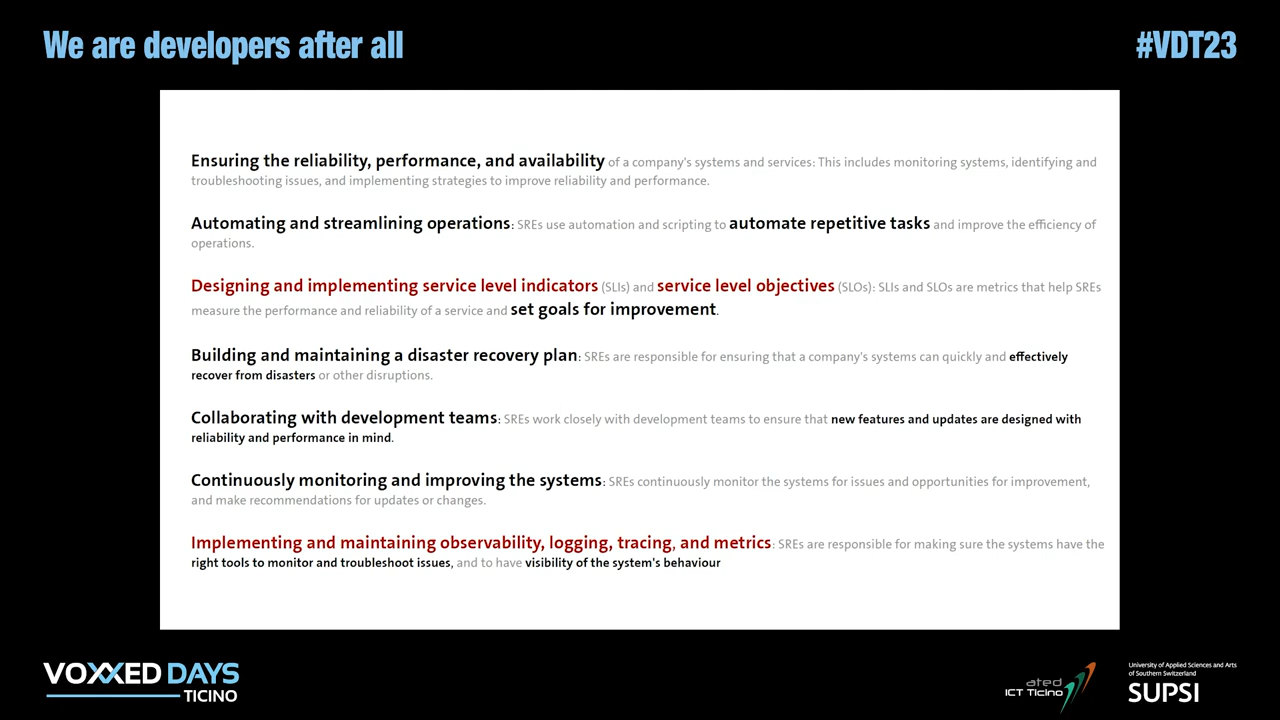 We are developers after all
#VDT23
Ensuring the reliability, performance, and availability of a company's systems and services: This includes monitoring systems, identifying and
troubleshooting issues, and implementing strategies to improve reliability and performance.
Automating and streamlining operations: SREs use automation and scripting to automate repetitive tasks and improve the efficiency of
operations.
Designing and implementing service level indicators (SLIs) and service level objectives (SLOs): SLIs and SLOs are metrics that help SREs
measure the performance and reliability of a service and set goals for improvement.
Building and maintaining a disaster recovery plan: SREs are responsible for ensuring that a company's systems can quickly and effectively
recover from disasters or other disruptions.
Collaborating with development teams: SREs work closely with development teams to ensure that new features and updates are designed with
reliability and performance in mind.
Continuously monitoring and improving the systems: SREs continuously monitor the systems for issues and opportunities for improvement,
and make recommendations for updates or changes.
Implementing and maintaining observability, logging, tracing, and metrics: SREs are responsible for making sure the systems have the
right tools to monitor and troubleshoot issues, and to have visibility of the system's behaviour
VOXXED DAYS
TICINO
ated
ICT Ticino
University of Applied Sciences and Arts
of Southern Switzerland
SUPSI